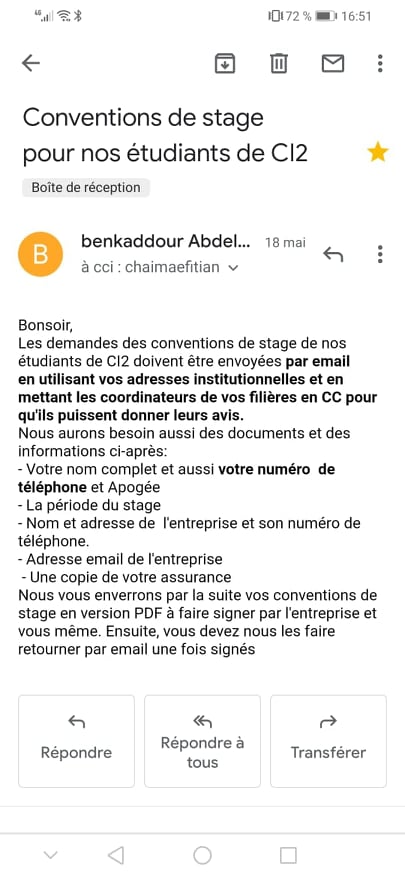 4G 72 % 16:51
Conventions de stage
pour nos étudiants de CI2
Boîte de réception
B
benkaddour Abdel... 18 mai
à cci : chaimaefitian
Bonsoir,
Les demandes des conventions de stage de nos
étudiants de CI2 doivent être envoyées par email
en utilisant vos adresses institutionnelles et en
mettant les coordinateurs de vos filières en CC pour
qu'ils puissent donner leurs avis.
Nous aurons besoin aussi des documents et des
informations ci-après:
- Votre nom complet et aussi votre numéro de
téléphone et Apogée
- La période du stage
- Nom et adresse de l'entreprise et son numéro de
téléphone.
- Adresse email de l'entreprise
- Une copie de votre assurance
Nous vous enverrons par la suite vos conventions de
stage en version PDF à faire signer par l'entreprise et
vous même. Ensuite, vous devez nous les faire
retourner par email une fois signés
Répondre
Répondre à
tous
Transférer